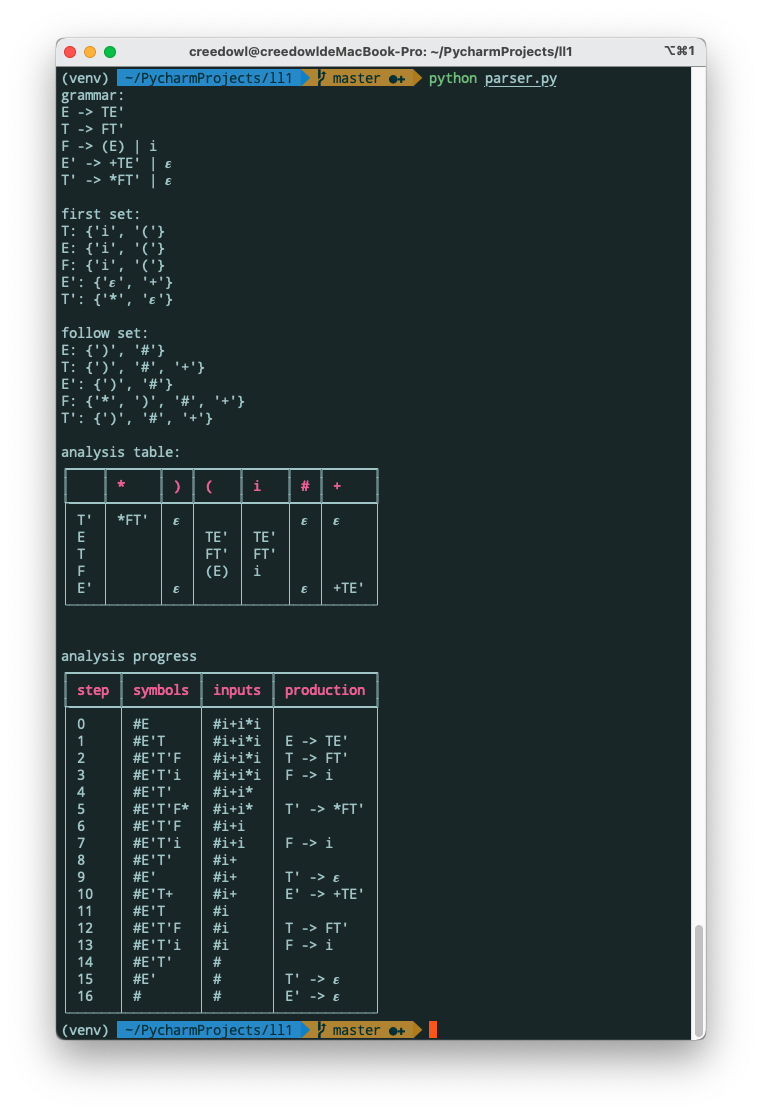 creedowl@creedowldeMacBook-Pro: ~/PycharmProjects/ll1 ⌥⌘1
(venv) ~/PycharmProjects/ll1 master ●+ python parser.py
grammar:
E -> TE'
T -> FT'
F -> (E) | i
E' -> +TE' | ε
T' -> *FT' | ε
first set:
T: {'i', '('}
E: {'i', '('}
F: {'i', '('}
E': {'ε', '+'}
T': {'*', 'ε'}
follow set:
E: {')', '#'}
T: {')', '#', '+'}
E': {')', '#'}
F: {'*', ')', '#', '+'}
T': {')', '#', '+'}
analysis table:
* ) ( i # +
T' *FT' ε ε ε
E TE' TE'
T FT' FT'
F (E) i
E' ε ε +TE'
analysis progress
step symbols inputs production
0 #E #i+i*i
1 #E'T #i+i*i E -> TE'
2 #E'T'F #i+i*i T -> FT'
3 #E'T'i #i+i*i F -> i
4 #E'T' #i+i*
5 #E'T'F* #i+i* T' -> *FT'
6 #E'T'F #i+i
7 #E'T'i #i+i F -> i
8 #E'T' #i+
9 #E' #i+ T' -> ε
10 #E'T+ #i+ E' -> +TE'
11 #E'T #i
12 #E'T'F #i T -> FT'
13 #E'T'i #i F -> i
14 #E'T' #
15 #E' # T' -> ε
16 # # E' -> ε
(venv) ~/PycharmProjects/ll1 master ●+